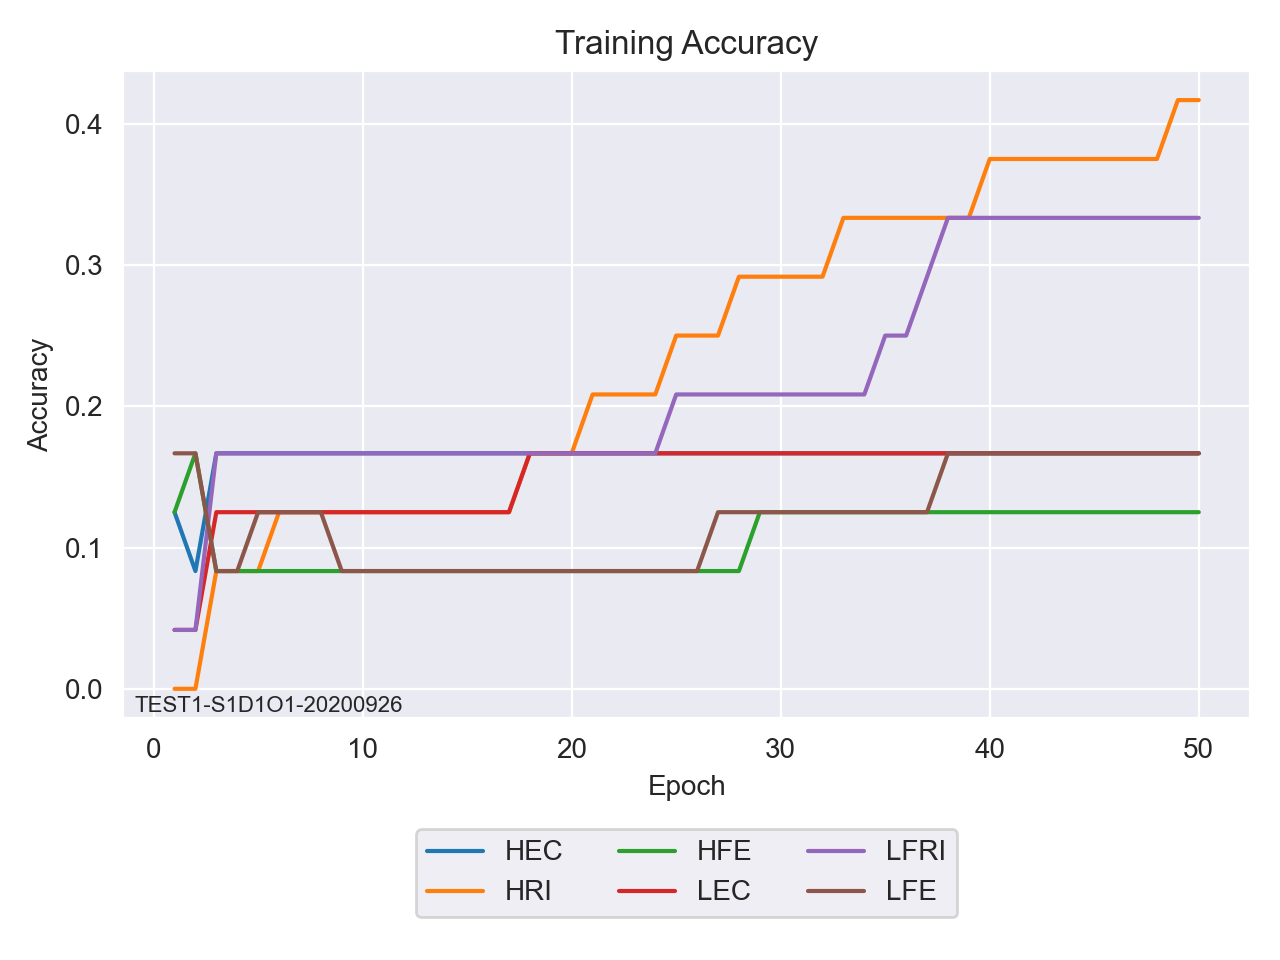 Training Accuracy
Accuracy
0.4
0.3
0.2
0.1
0.0
TEST1-S1D1O1-20200926
0 10 20 30 40 50
Epoch
HEC HFE LFRI
HRI LEC LFE